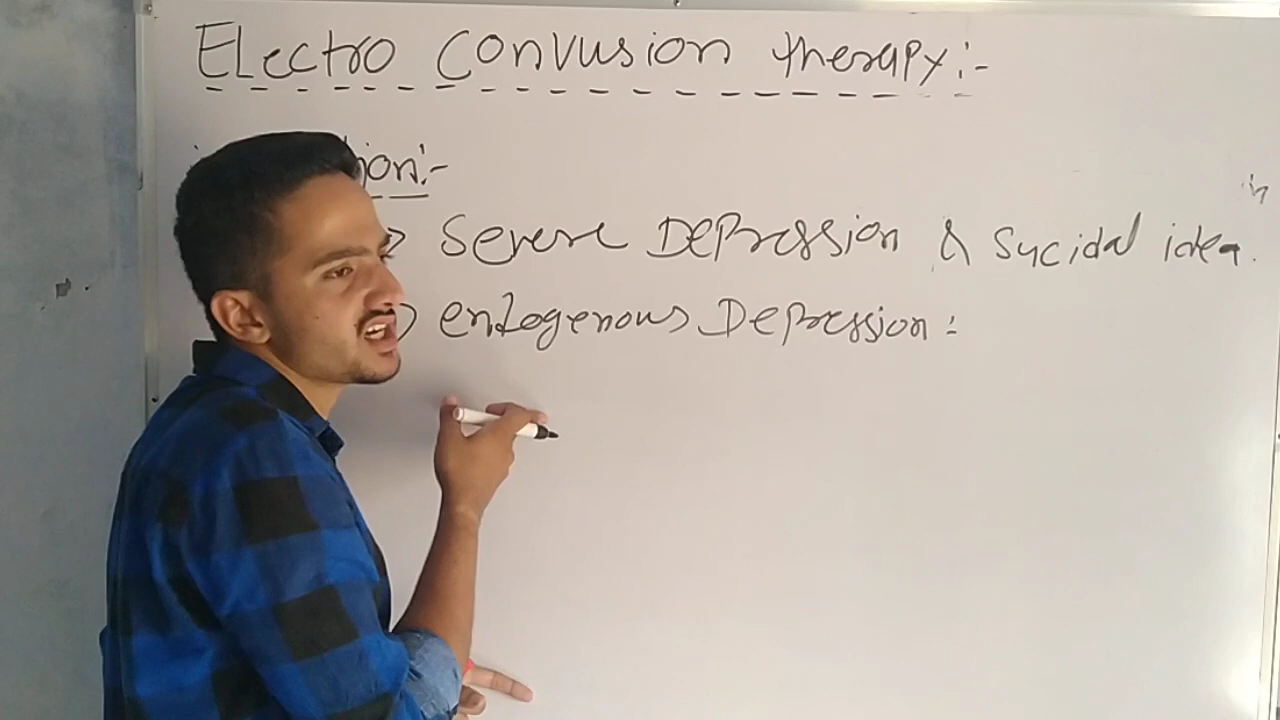 Electro Convusion therapy:-
ion:-
→ Severe Depression & Sucidal idea.
→ endogenous Depression: